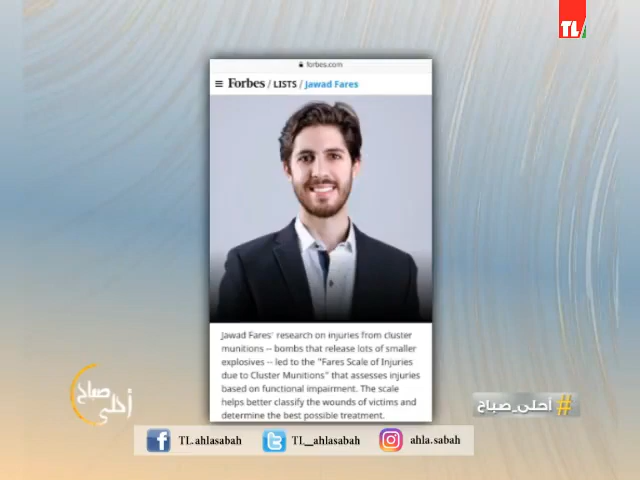 TL
forbes.com
Forbes / LISTS / Jawad Fares
Jawad Fares' research on injuries from cluster
munitions -- bombs that release lots of smaller
explosives -- led to the "Fares Scale of Injuries
due to Cluster Munitions" that assesses injuries
based on functional impairment. The scale
helps better classify the wounds of victims and
determine the best possible treatment.
أحلى صباح
#أحلى_صباح
TL.ahlasabah
TL__ahlasabah
ahla.sabah